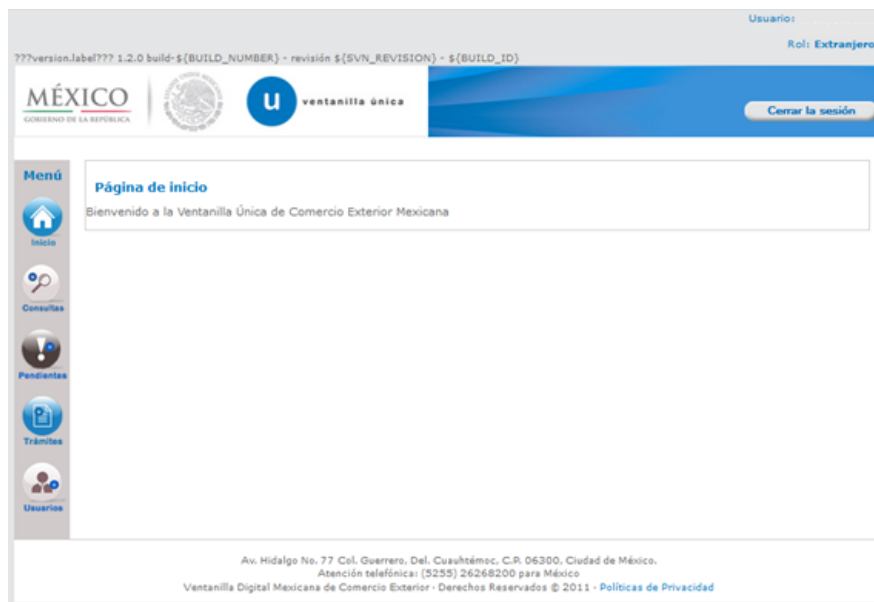 Usuario:
Rol: Extranjero
???version.label??? 1.2.0 build-${BUILD_NUMBER} - revisión ${SVN_REVISION} - ${BUILD_ID}
MÉXICO
GOBIERNO DE LA REPÚBLICA
u
ventanilla única
Cerrar la sesión
Menú
Página de inicio
Bienvenido a la Ventanilla Única de Comercio Exterior Mexicana
Inicio
Consultas
Pendientes
Trámites
Usuarios
Av. Hidalgo No. 77 Col. Guerrero, Del. Cuauhtémoc, C.P. 06300, Ciudad de México.
Atención telefónica: (5255) 26268200 para México
Ventanilla Digital Mexicana de Comercio Exterior - Derechos Reservados © 2011 - Políticas de Privacidad